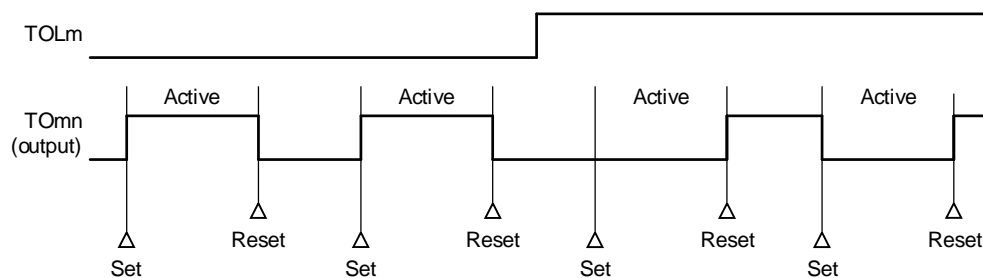 TOLm
Active Active Active Active
TOmn
(output)
Reset Reset Reset Reset
Set Set Set Set